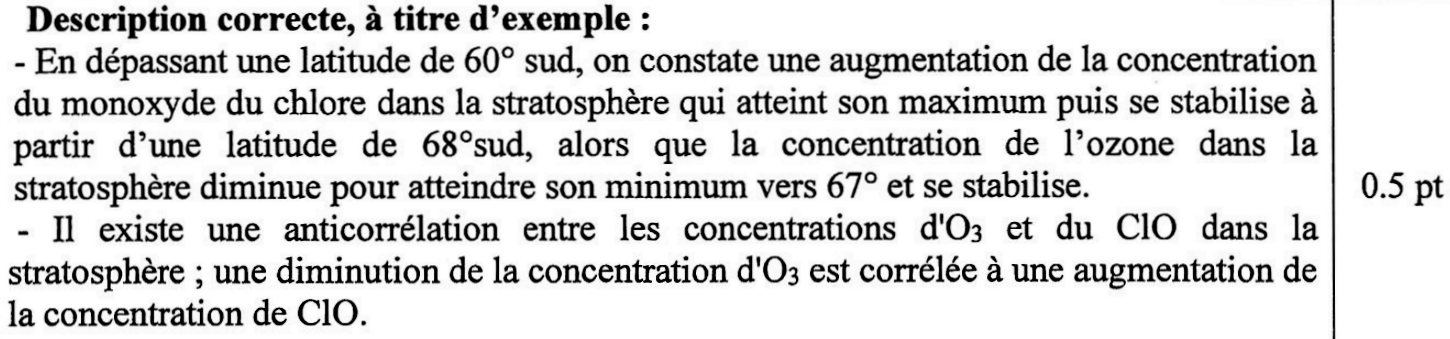 Description correcte, à titre d'exemple :
- En dépassant une latitude de 60° sud, on constate une augmentation de la concentration
du monoxyde du chlore dans la stratosphère qui atteint son maximum puis se stabilise à
partir d'une latitude de 68°sud, alors que la concentration de l'ozone dans la
stratosphère diminue pour atteindre son minimum vers 67° et se stabilise.
0.5 pt
- Il existe une anticorrélation entre les concentrations d'O₃ et du ClO dans la
stratosphère ; une diminution de la concentration d'O₃ est corrélée à une augmentation de
la concentration de ClO.